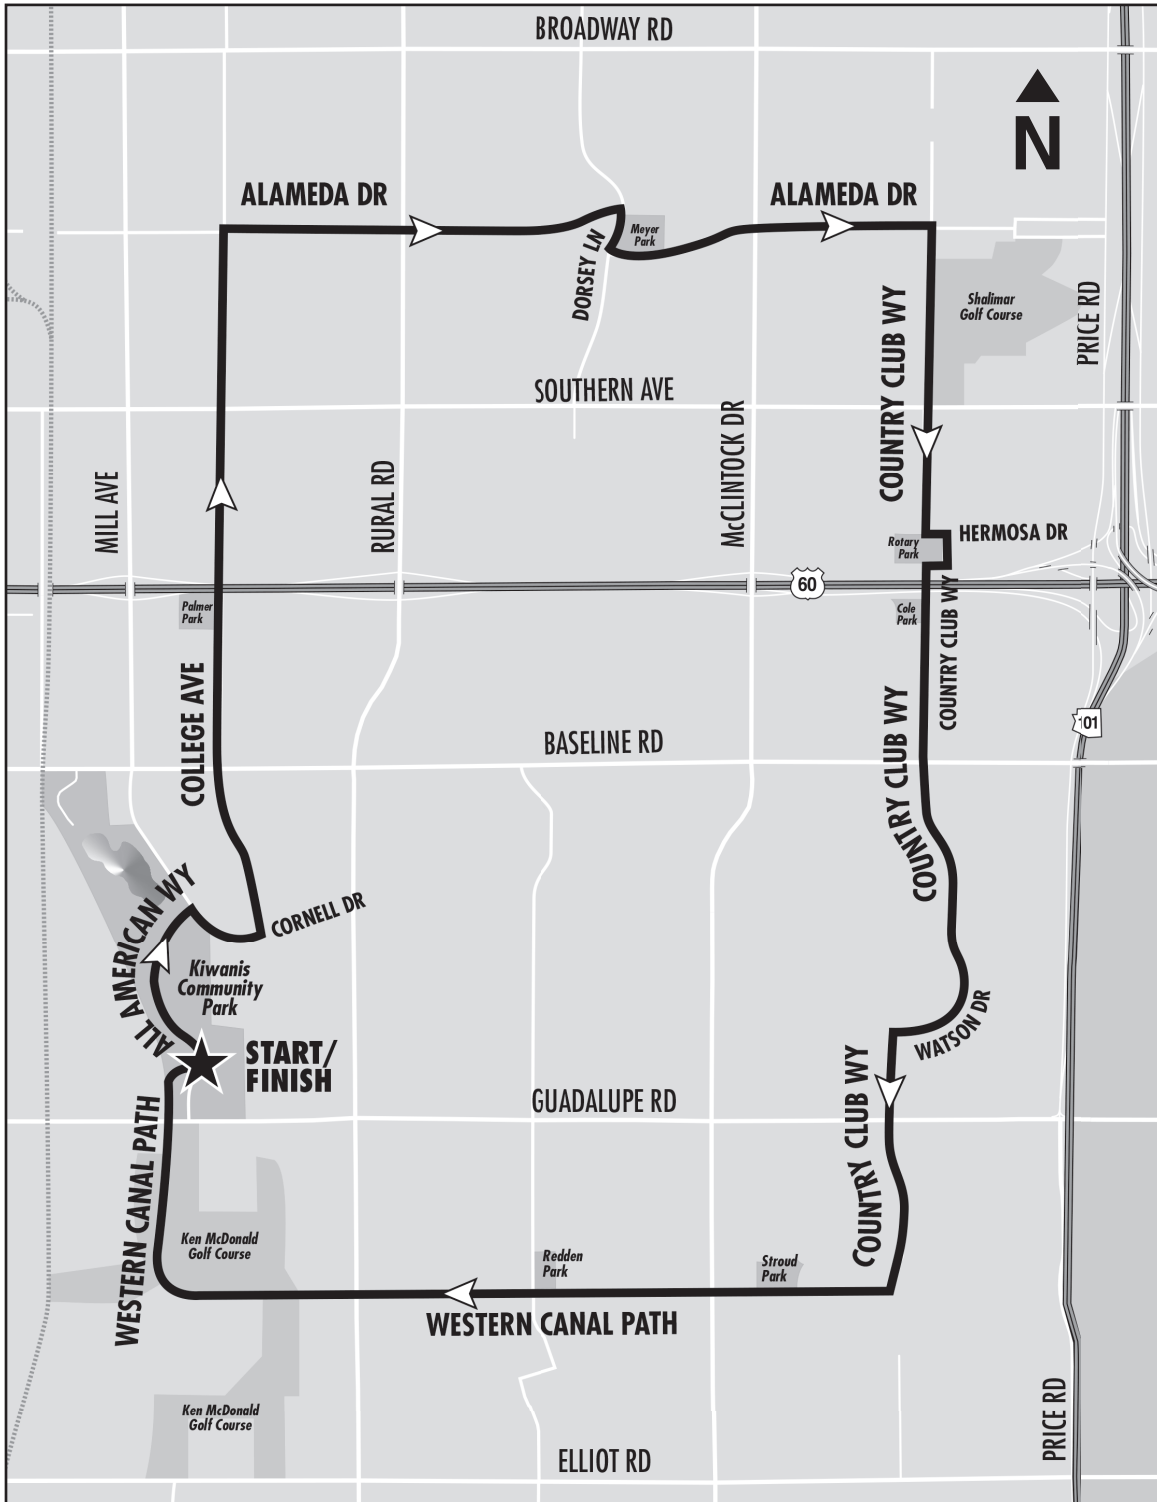 BROADWAY RD
N
ALAMEDA DR
ALAMEDA DR
Meyer
Park
DORSEY LN
Shalimar
Golf Course
PRICE RD
COUNTRY CLUB WY
SOUTHERN AVE
McCLINTOCK DR
MILL AVE
RURAL RD
HERMOSA DR
Rotary
Park
60
Palmer
Park
Cole
Park
COUNTRY CLUB WY
COLLEGE AVE
101
BASELINE RD
COUNTRY CLUB WY
ALL AMERICAN WY
CORNELL DR
Kiwanis
Community
Park
WATSON DR
START/
FINISH
COUNTRY CLUB WY
GUADALUPE RD
WESTERN CANAL PATH
Ken McDonald
Golf Course
Redden
Park
Stroud
Park
WESTERN CANAL PATH
Ken McDonald
Golf Course
PRICE RD
ELLIOT RD